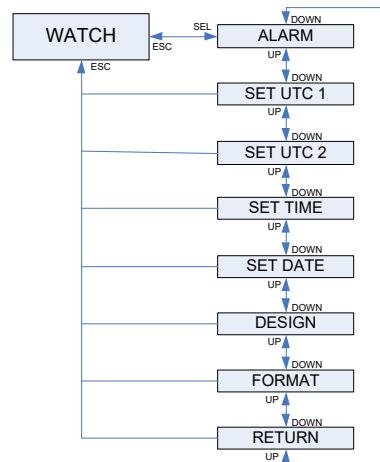 DOWN
WATCH
SEL
ALARM
ESC
ESC
UP
DOWN
SET UTC 1
UP
DOWN
SET UTC 2
UP
DOWN
SET TIME
UP
DOWN
SET DATE
UP
DOWN
DESIGN
UP
DOWN
FORMAT
UP
DOWN
RETURN
UP